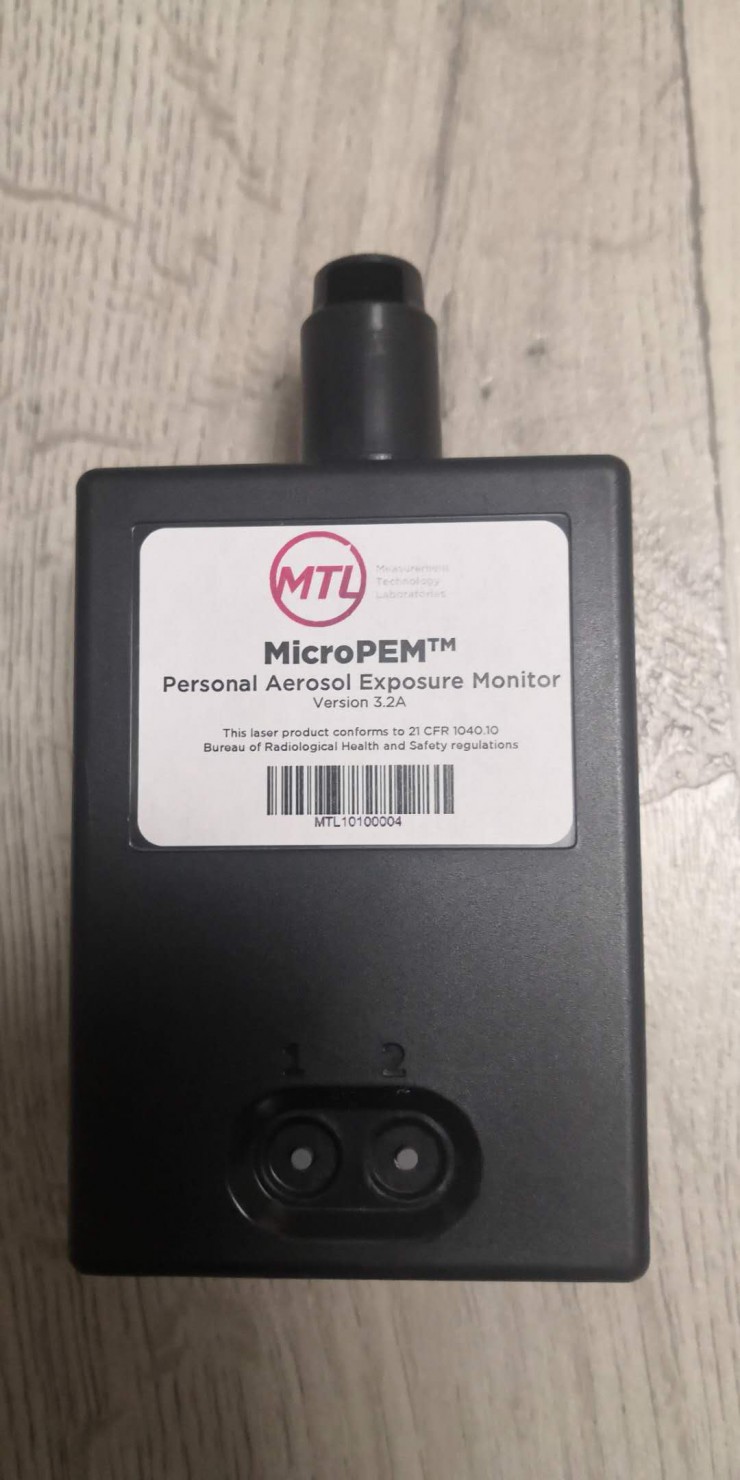 MTL
Measurement
Technology
Laboratories
MicroPEM™
Personal Aerosol Exposure Monitor
Version 3.2A
This laser product conforms to 21 CFR 1040.10
Bureau of Radiological Health and Safety regulations
MTL10100004
1 2